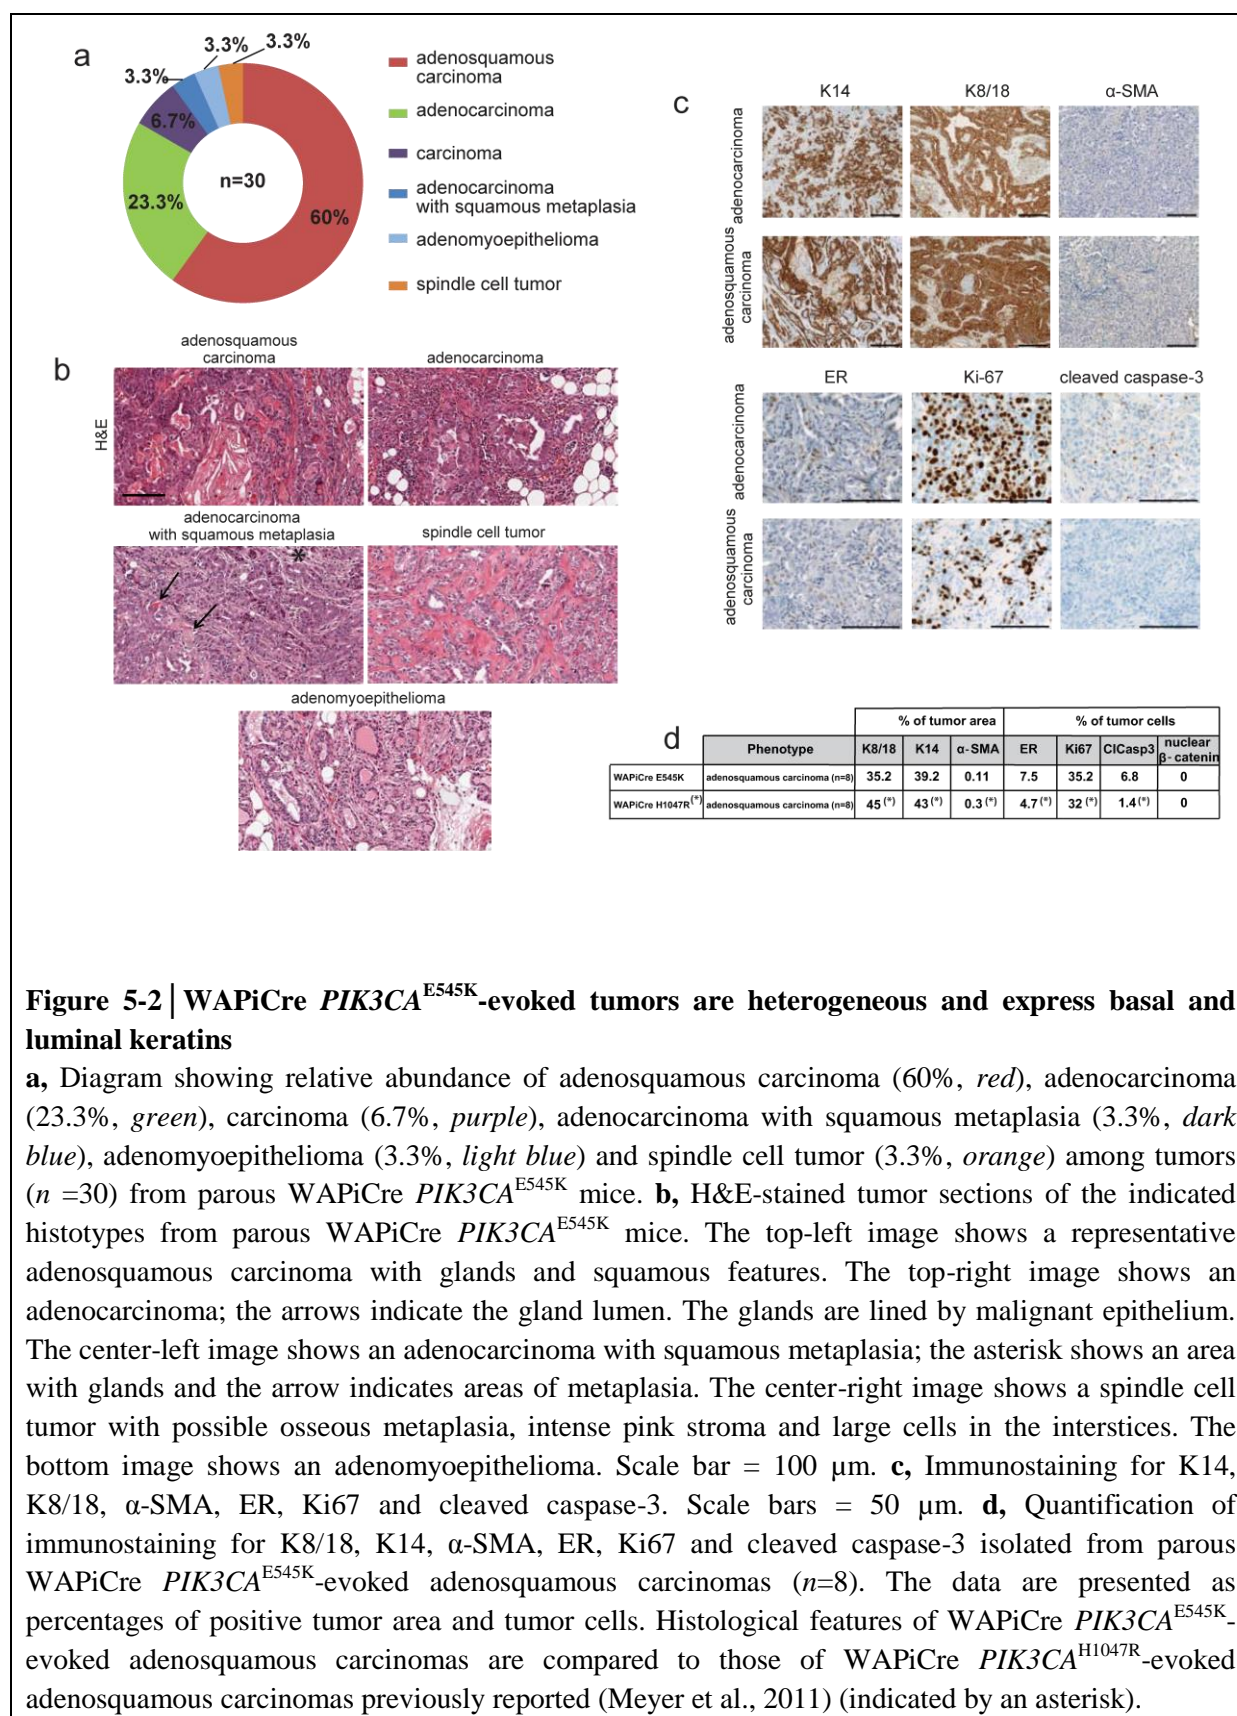 a
3.3%
3.3%
3.3%
6.7%
23.3%
n=30
60%
adenosquamous
carcinoma
adenocarcinoma
carcinoma
adenocarcinoma
with squamous metaplasia
adenomyoepithelioma
spindle cell tumor
b
adenosquamous
carcinoma
adenocarcinoma
H&E
adenocarcinoma
with squamous metaplasia
spindle cell tumor
*
adenomyoepithelioma
c
K14 K8/18 α-SMA
adenocarcinoma
adenosquamous
carcinoma
ER Ki-67 cleaved caspase-3
adenocarcinoma
adenosquamous
carcinoma
d
% of tumor area % of tumor cells
Phenotype K8/18 K14 α-SMA ER Ki67 ClCasp3 nuclear β-catenin
WAPiCre E545K adenosquamous carcinoma (n=8) 35.2 39.2 0.11 7.5 35.2 6.8 0
WAPiCre H1047R(*) adenosquamous carcinoma (n=8) 45 (*) 43 (*) 0.3 (*) 4.7 (*) 32 (*) 1.4 (*) 0
Figure 5-2│WAPiCre PIK3CAE545K-evoked tumors are heterogeneous and express basal and
luminal keratins
a, Diagram showing relative abundance of adenosquamous carcinoma (60%, red), adenocarcinoma
(23.3%, green), carcinoma (6.7%, purple), adenocarcinoma with squamous metaplasia (3.3%, dark
blue), adenomyoepithelioma (3.3%, light blue) and spindle cell tumor (3.3%, orange) among tumors
(n =30) from parous WAPiCre PIK3CAE545K mice. b, H&E-stained tumor sections of the indicated
histotypes from parous WAPiCre PIK3CAE545K mice. The top-left image shows a representative
adenosquamous carcinoma with glands and squamous features. The top-right image shows an
adenocarcinoma; the arrows indicate the gland lumen. The glands are lined by malignant epithelium.
The center-left image shows an adenocarcinoma with squamous metaplasia; the asterisk shows an area
with glands and the arrow indicates areas of metaplasia. The center-right image shows a spindle cell
tumor with possible osseous metaplasia, intense pink stroma and large cells in the interstices. The
bottom image shows an adenomyoepithelioma. Scale bar = 100 µm. c, Immunostaining for K14,
K8/18, α-SMA, ER, Ki67 and cleaved caspase-3. Scale bars = 50 µm. d, Quantification of
immunostaining for K8/18, K14, α-SMA, ER, Ki67 and cleaved caspase-3 isolated from parous
WAPiCre PIK3CAE545K-evoked adenosquamous carcinomas (n=8). The data are presented as
percentages of positive tumor area and tumor cells. Histological features of WAPiCre PIK3CAE545K-
evoked adenosquamous carcinomas are compared to those of WAPiCre PIK3CAH1047R-evoked
adenosquamous carcinomas previously reported (Meyer et al., 2011) (indicated by an asterisk).